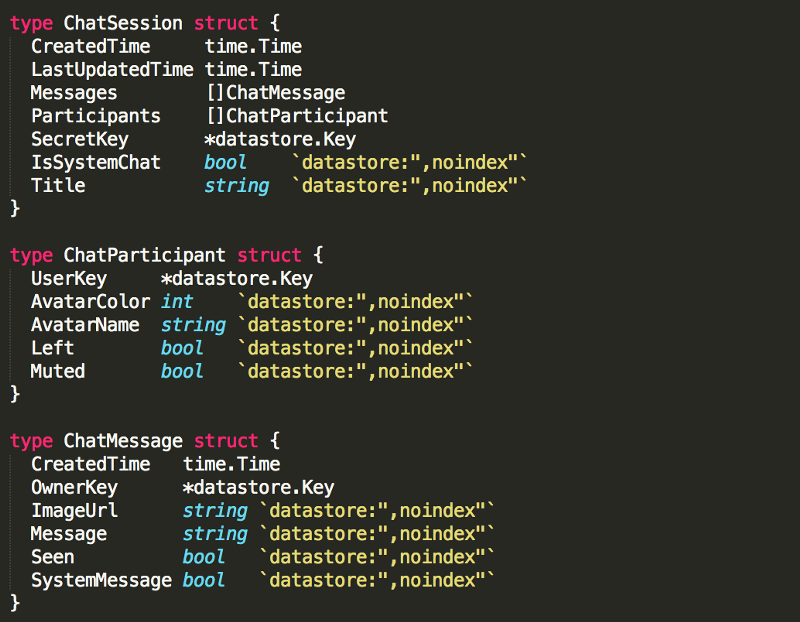 type ChatSession struct {
  CreatedTime     time.Time
  LastUpdatedTime time.Time
  Messages        []ChatMessage
  Participants    []ChatParticipant
  SecretKey       *datastore.Key
  IsSystemChat    bool    `datastore:",noindex"`
  Title           string  `datastore:",noindex"`
}

type ChatParticipant struct {
  UserKey     *datastore.Key
  AvatarColor int    `datastore:",noindex"`
  AvatarName  string `datastore:",noindex"`
  Left        bool   `datastore:",noindex"`
  Muted       bool   `datastore:",noindex"`
}

type ChatMessage struct {
  CreatedTime   time.Time
  OwnerKey      *datastore.Key
  ImageUrl      string `datastore:",noindex"`
  Message       string `datastore:",noindex"`
  Seen          bool   `datastore:",noindex"`
  SystemMessage bool   `datastore:",noindex"`
}